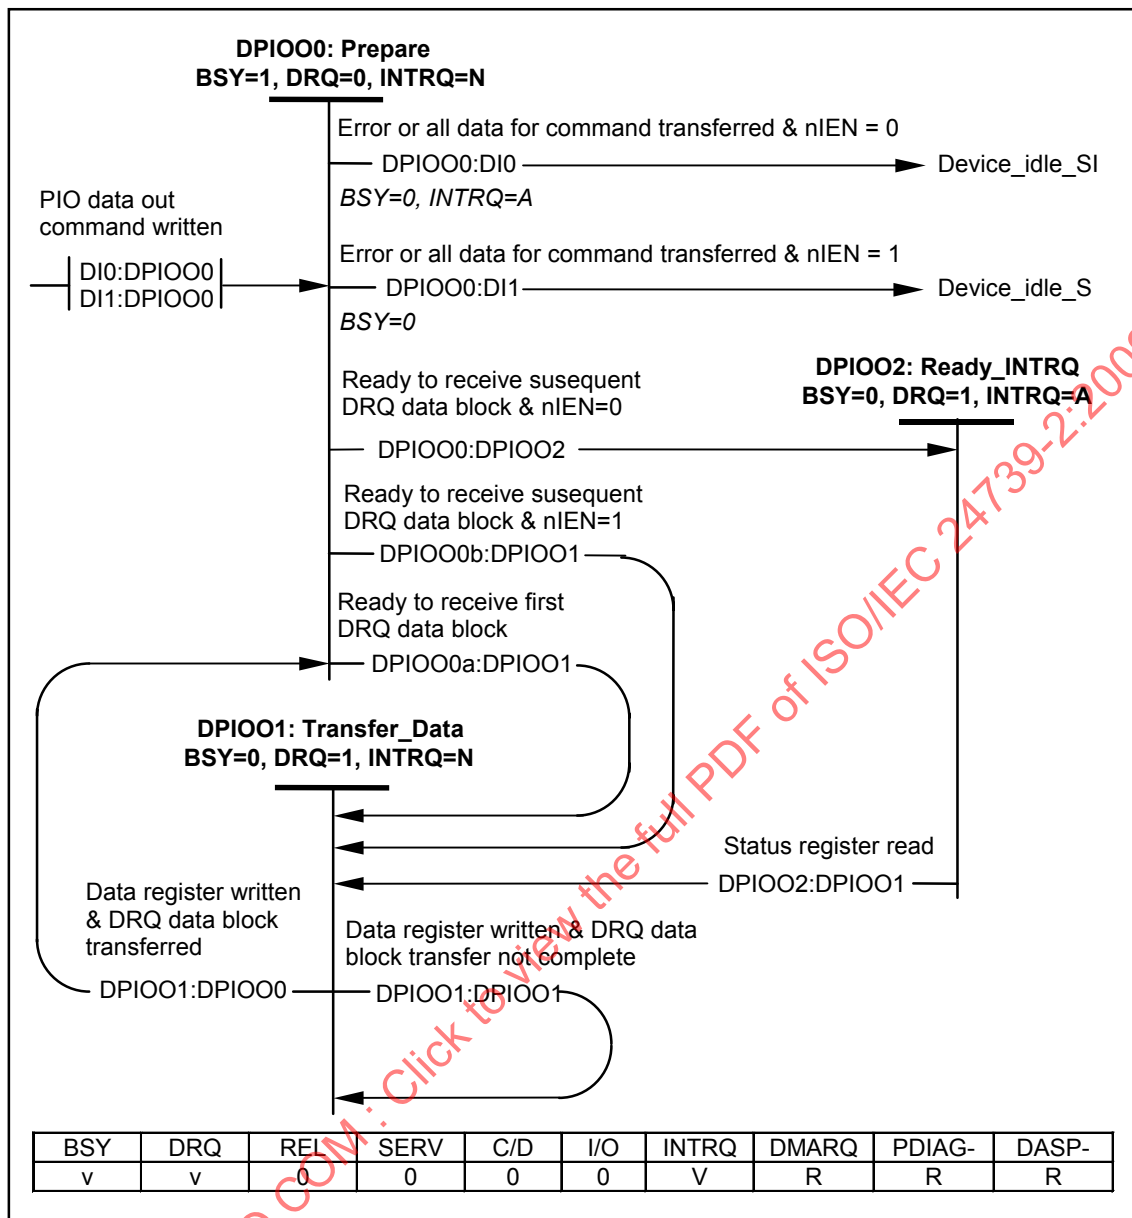 DPIOO0: Prepare
BSY=1, DRQ=0, INTRQ=N
Error or all data for command transferred & nIEN = 0
DPIOO0:DI0
Device_idle_SI
BSY=0, INTRQ=A
PIO data out
command written
DI0:DPIOO0
DI1:DPIOO0
Error or all data for command transferred & nIEN = 1
DPIOO0:DI1
Device_idle_S
BSY=0
DPIOO2: Ready_INTRQ
BSY=0, DRQ=1, INTRQ=A
Ready to receive susequent
DRQ data block & nIEN=0
DPIOO0:DPIOO2
Ready to receive susequent
DRQ data block & nIEN=1
DPIOO0b:DPIOO1
Ready to receive first
DRQ data block
DPIOO0a:DPIOO1
DPIOO1: Transfer_Data
BSY=0, DRQ=1, INTRQ=N
Status register read
DPIOO2:DPIOO1
Data register written
& DRQ data block
transferred
Data register written & DRQ data
block transfer not complete
DPIOO1:DPIOO0
DPIOO1:DPIOO1
BSY DRQ REL SERV C/D I/O INTRQ DMARQ PDIAG- DASP-
v v 0 0 0 0 V R R R
COM : Click to view the full PDF of ISO/IEC 24739-2:200